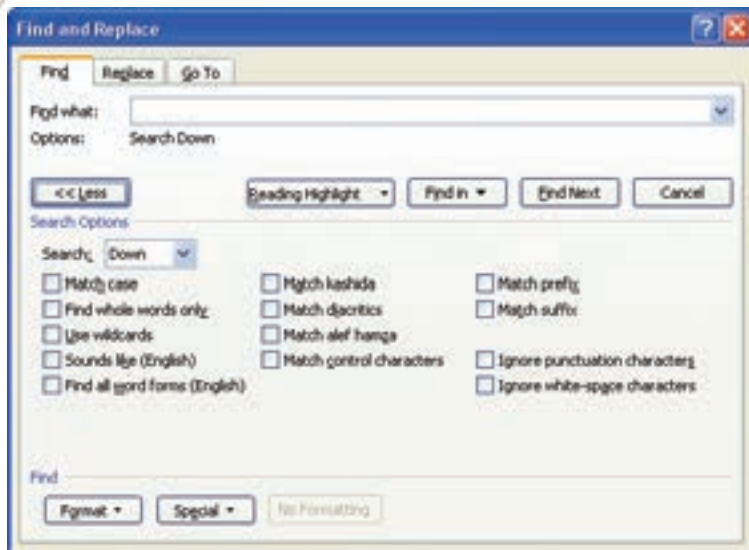 Find and Replace
Find Replace Go To
Find what:
Options: Search Down
<< Less Reading Highlight Find in Find Next Cancel
Search Options
Search: Down
Match case Match kashida Match prefix
Find whole words only Match diacritics Match suffix
Use wildcards Match alef hamza
Sounds like (English) Match control characters Ignore punctuation characters
Find all word forms (English) Ignore white-space characters
Find
Format Special No Formatting